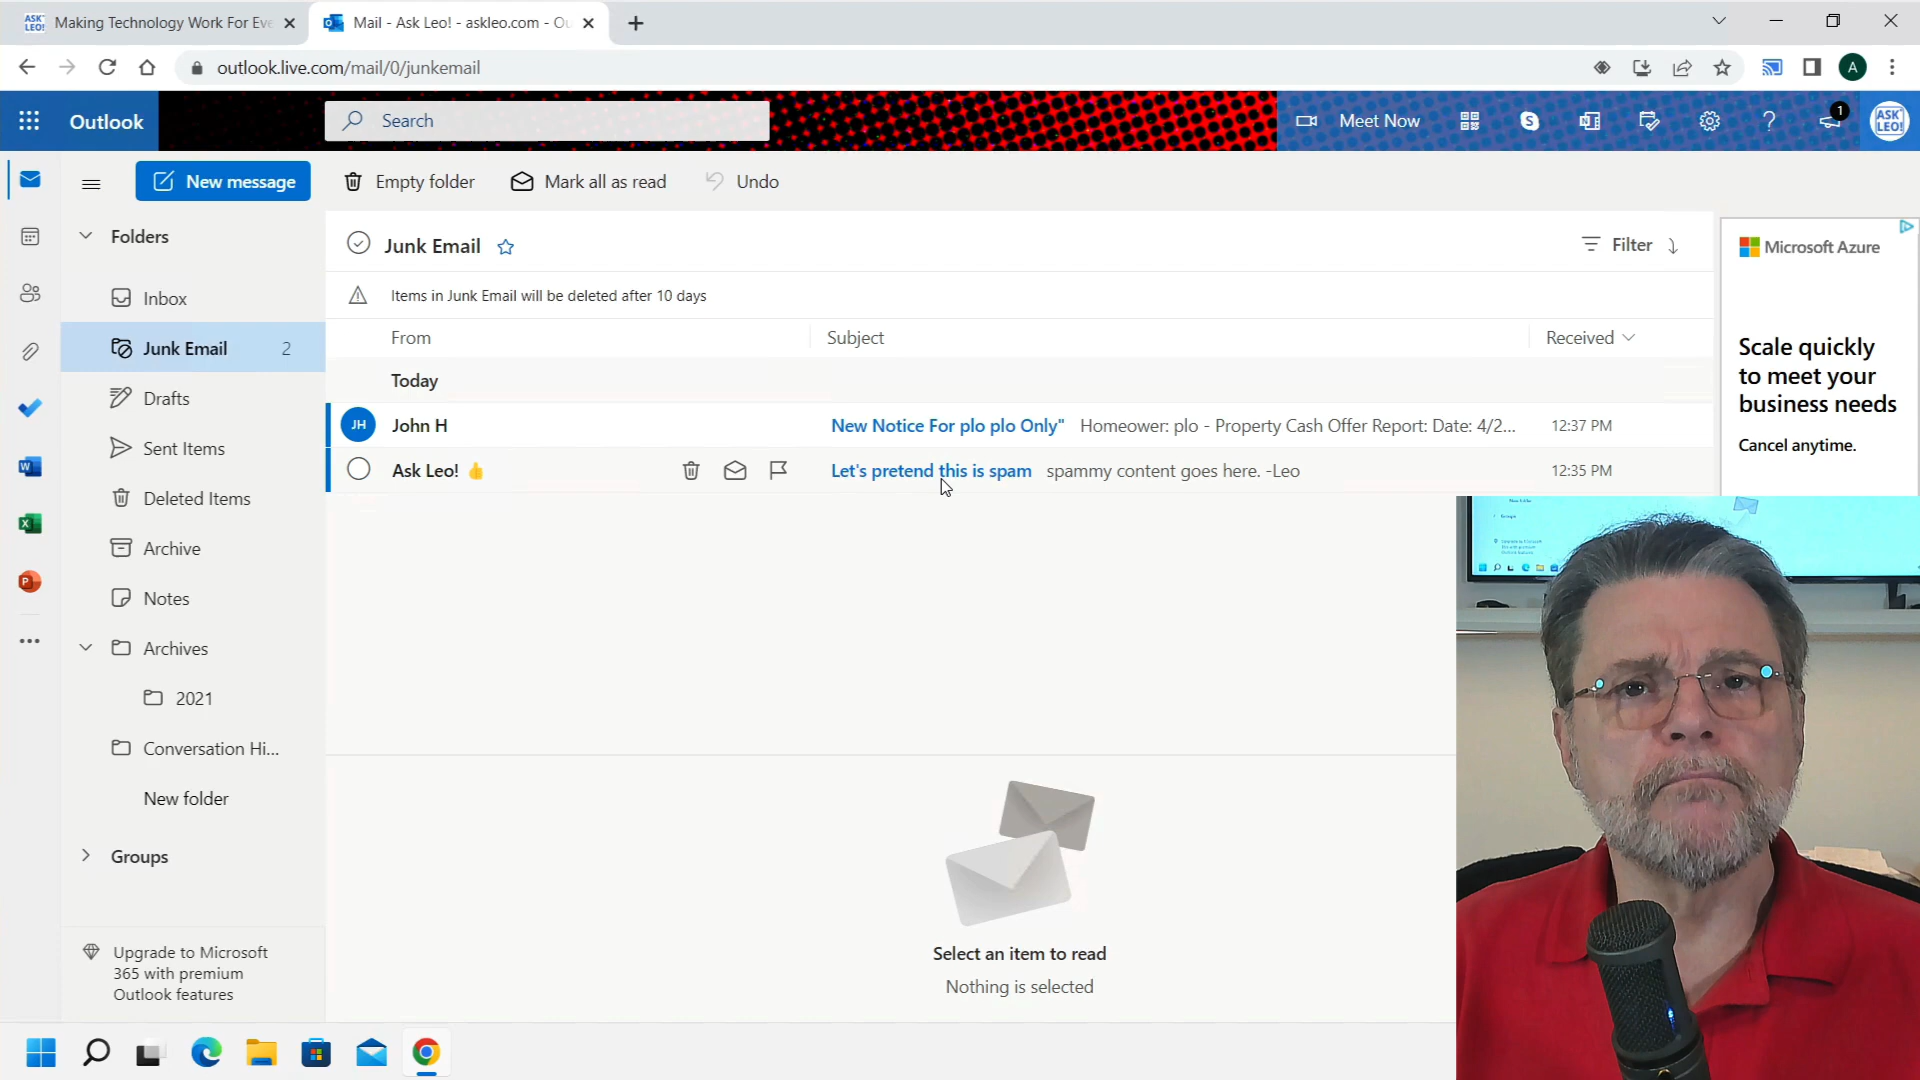 ASK LEO!
Making Technology Work For Eve
Mail - Ask Leo! - askleo.com - Ou
outlook.live.com/mail/0/junkemail
A
Outlook
Search
Meet Now
1
ASK LEO!
New message
Empty folder
Mark all as read
Undo
Folders
Inbox
Junk Email 2
Drafts
Sent Items
Deleted Items
Archive
Notes
Archives
2021
Conversation Hi...
New folder
Groups
Upgrade to Microsoft
365 with premium
Outlook features
Junk Email
Filter
Items in Junk Email will be deleted after 10 days
From Subject Received
Today
JH John H New Notice For plo plo Only" Homeower: plo - Property Cash Offer Report: Date: 4/2... 12:37 PM
Ask Leo! 👍 Let's pretend this is spam spammy content goes here. -Leo 12:35 PM
Select an item to read
Nothing is selected
Microsoft Azure
Scale quickly
to meet your
business needs
Cancel anytime.